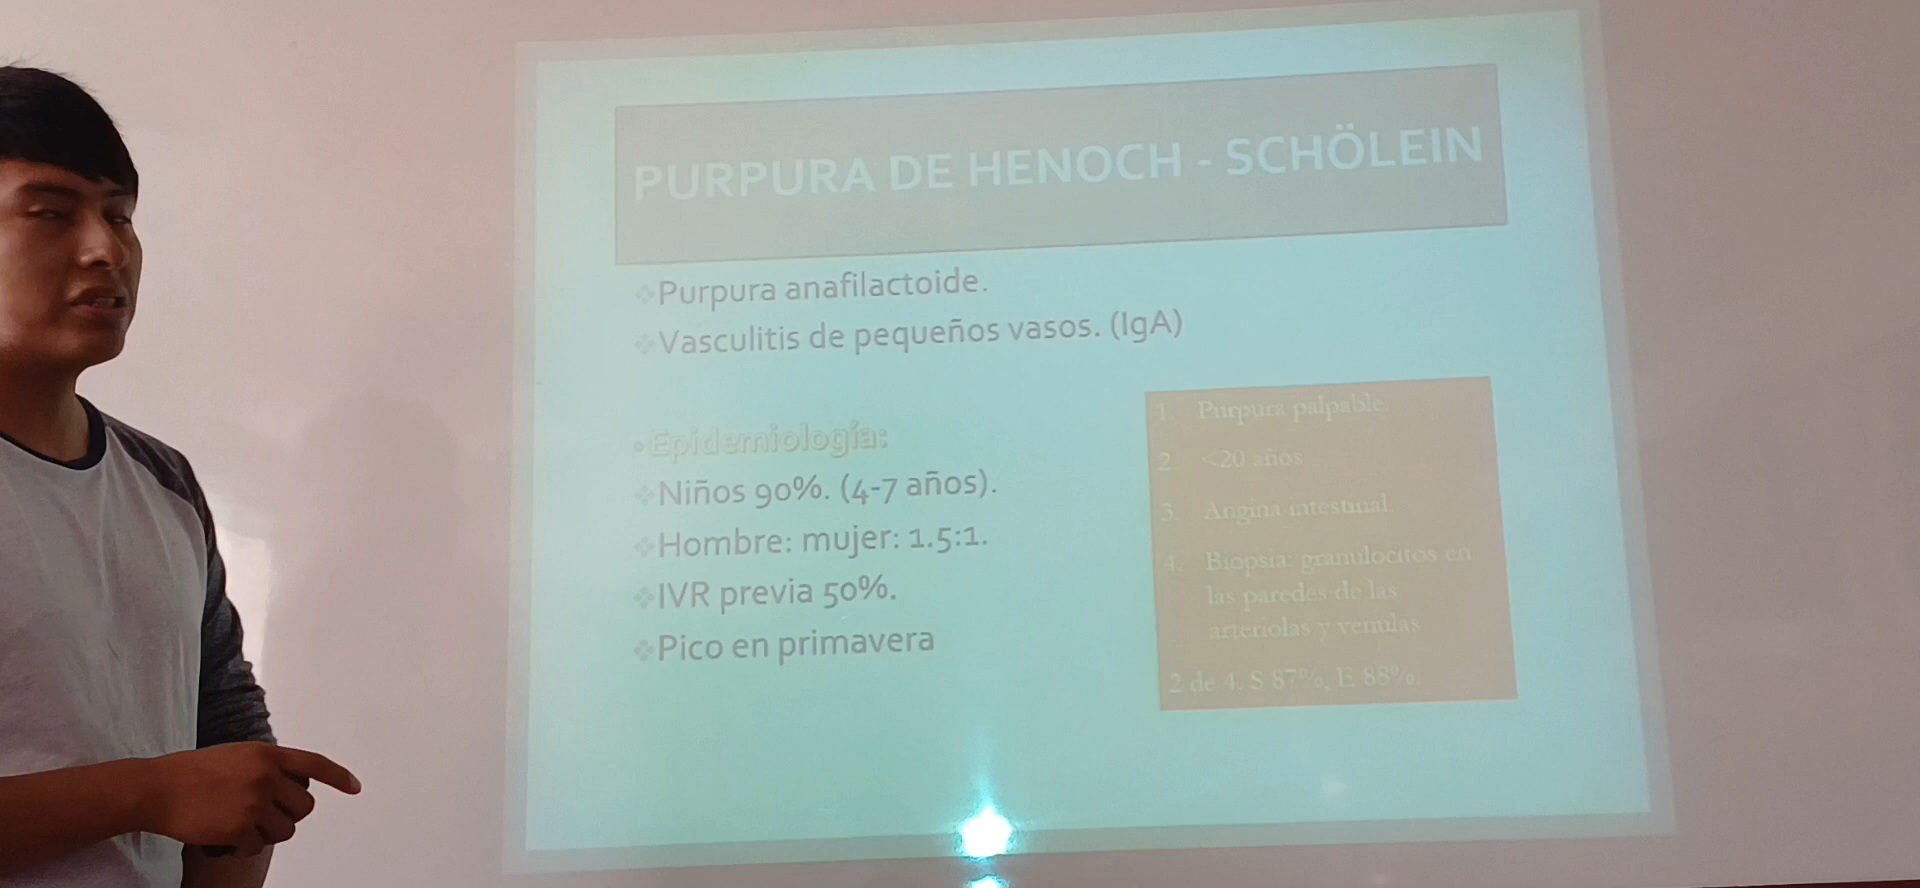 PURPURA DE HENOCH - SCHÖLEIN
Purpura anafilactoide.
Vasculitis de pequeños vasos. (IgA)
Epidemiología:
Niños 90%. (4-7 años).
Hombre: mujer: 1.5:1.
IVR previa 50%.
Pico en primavera
1. Purpura palpable.
2. <20 años
3. Angina intestinal.
4. Biopsia: granulocitos en
las paredes de las
arteriolas y venulas
2 de 4. S 87%, E 88%.